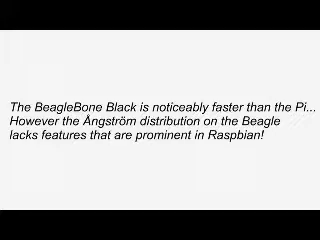 The BeagleBone Black is noticeably faster than the Pi...
However the Ångström distribution on the Beagle
lacks features that are prominent in Raspbian!